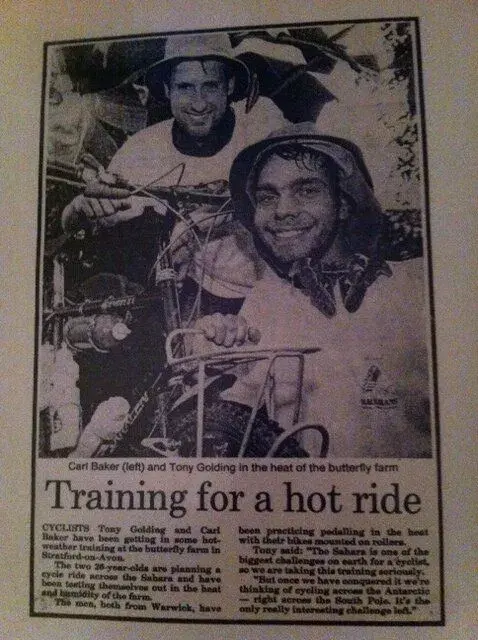 Carl Baker (left) and Tony Golding in the heat of the butterfly farm
Training for a hot ride
CYCLISTS Tony Golding and Carl
Baker have been getting in some hot-
weather training at the butterfly farm in
Stratford-on-Avon.
The two 26-year-olds are planning a
cycle ride across the Sahara and have
been testing themselves out in the heat
and humidity of the farm.
The men, both from Warwick, have
been practicing pedalling in the heat
with their bikes mounted on rollers.
Tony said: "The Sahara is one of the
biggest challenges on earth for a cyclist,
so we are taking this training seriously.
"But once we have conquered it we're
thinking of cycling across the Antarctic
— right across the South Pole. It's the
only really interesting challenge left."